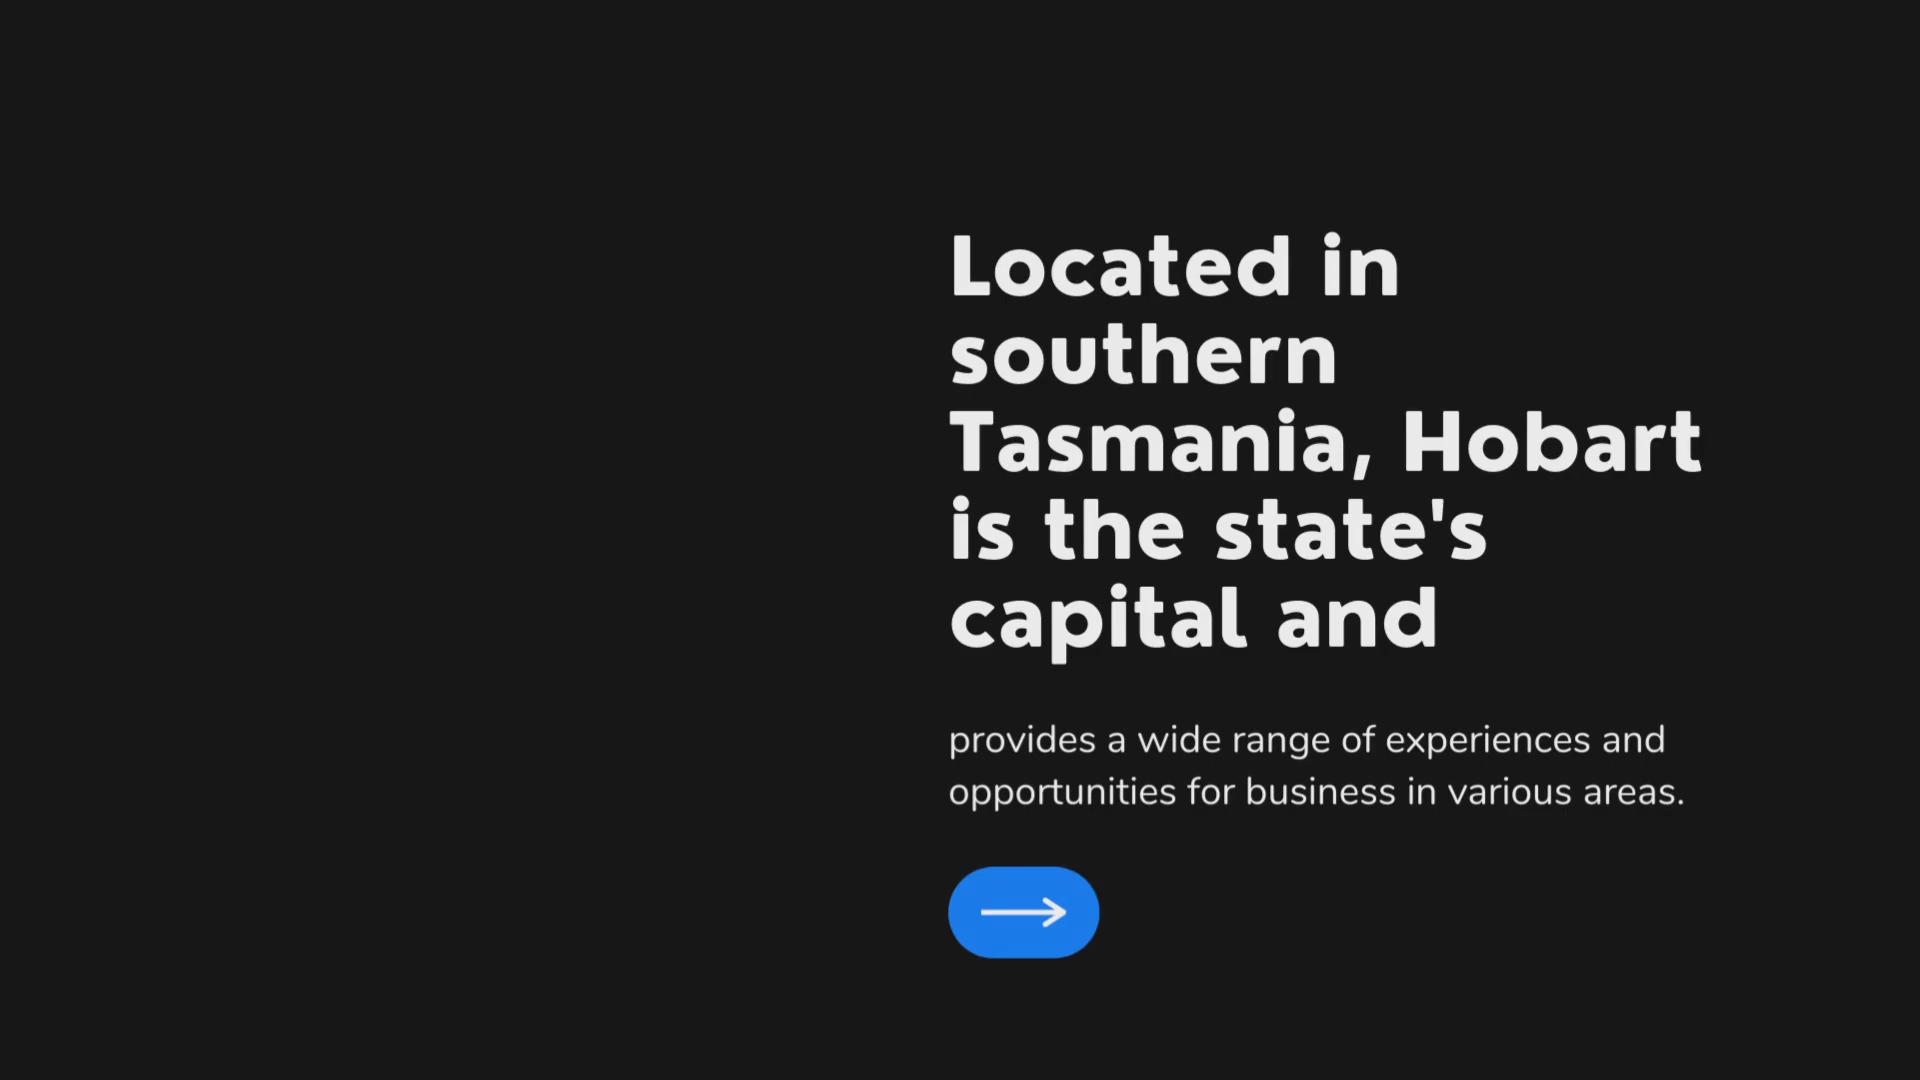 Located in
southern
Tasmania, Hobart
is the state's
capital and
provides a wide range of experiences and
opportunities for business in various areas.